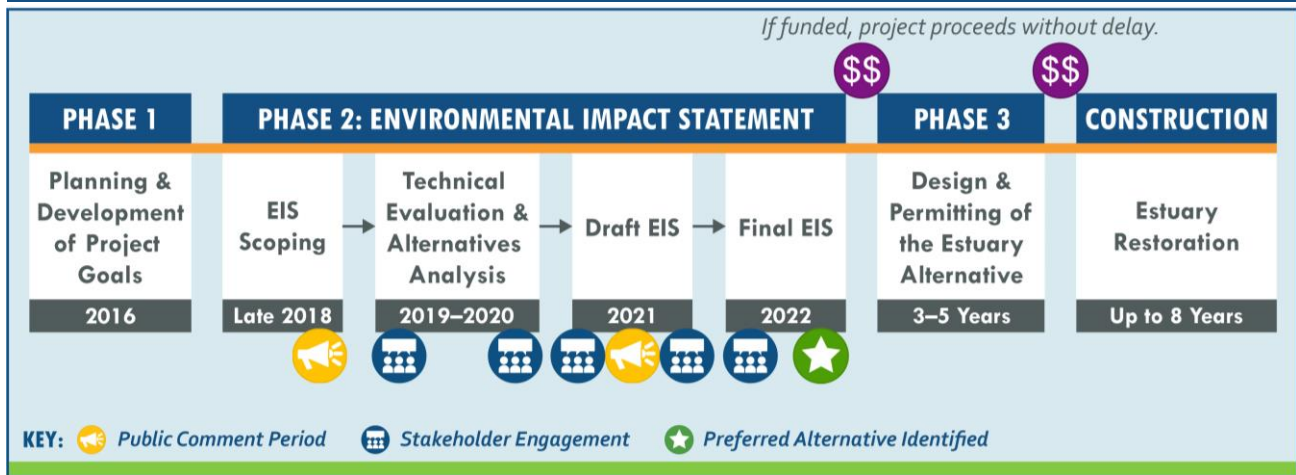 If funded, project proceeds without delay.
$$
$$
PHASE 1
PHASE 2: ENVIRONMENTAL IMPACT STATEMENT
PHASE 3
CONSTRUCTION
Planning &
Development
of Project
Goals
2016
EIS
Scoping
Late 2018
Technical
Evaluation &
Alternatives
Analysis
2019–2020
Draft EIS
2021
Final EIS
2022
Design &
Permitting of
the Estuary
Alternative
3–5 Years
Estuary
Restoration
Up to 8 Years
KEY: Public Comment Period Stakeholder Engagement Preferred Alternative Identified